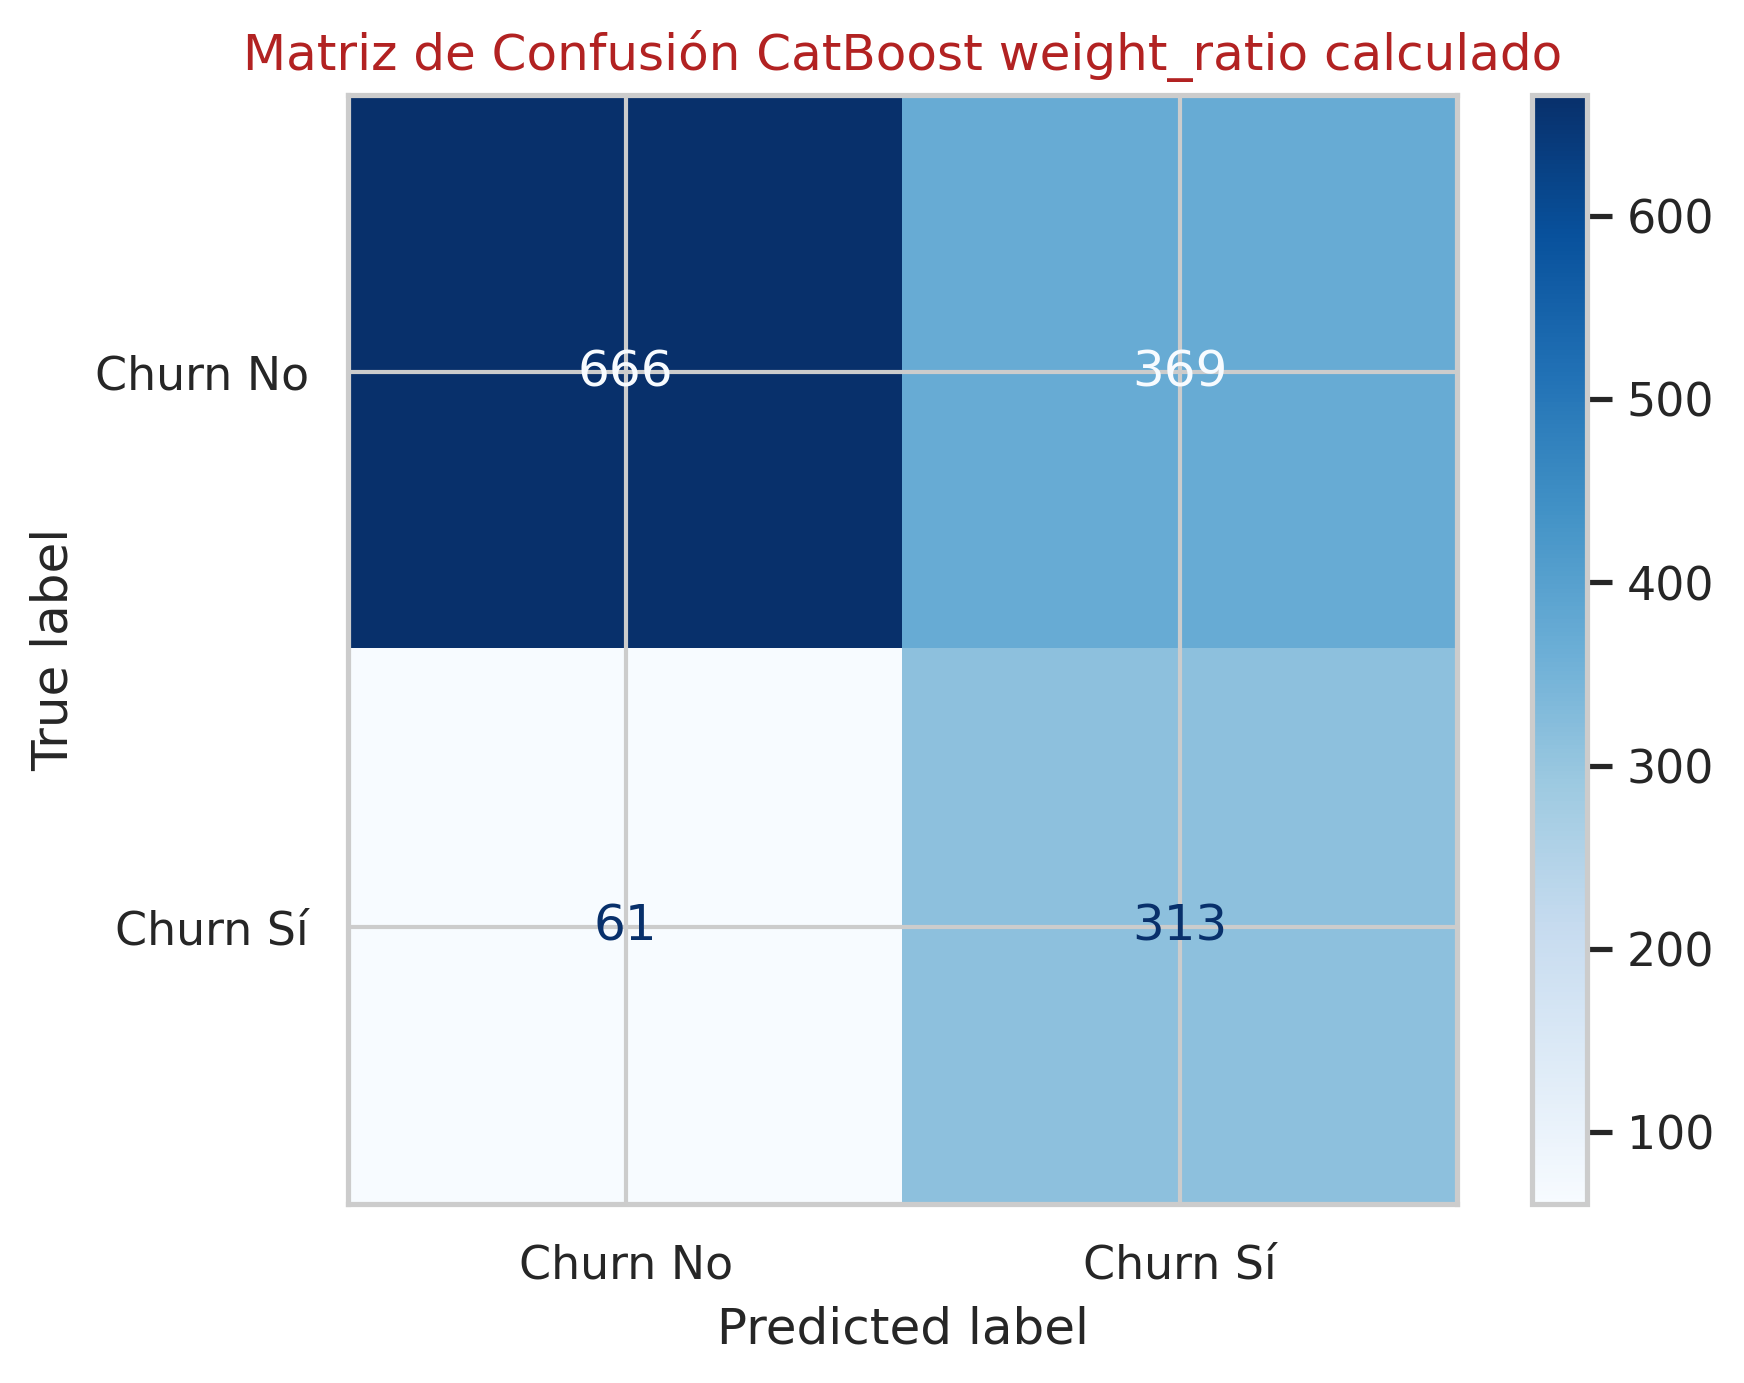 Matriz de Confusión CatBoost weight_ratio calculado
True label
Churn No
666
369
Churn Sí
61
313
Churn No
Churn Sí
Predicted label
600
500
400
300
200
100